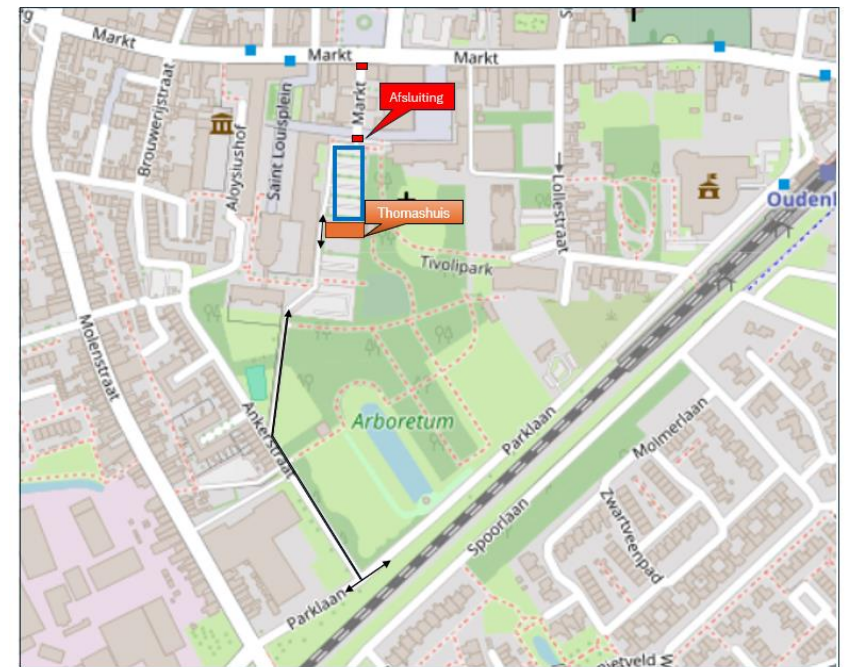 Markt
Markt
Markt
Markt
Afsluiting
Brouwerijstraat
Aloysiushof
Saint Louisplein
Thomashuis
Lollestraat
Tivolipark
Molenstraat
Ankerstraat
Arboretum
Parklaan
Molmerlaan
Spoorlaan
Zwartveenpad
Parklaan